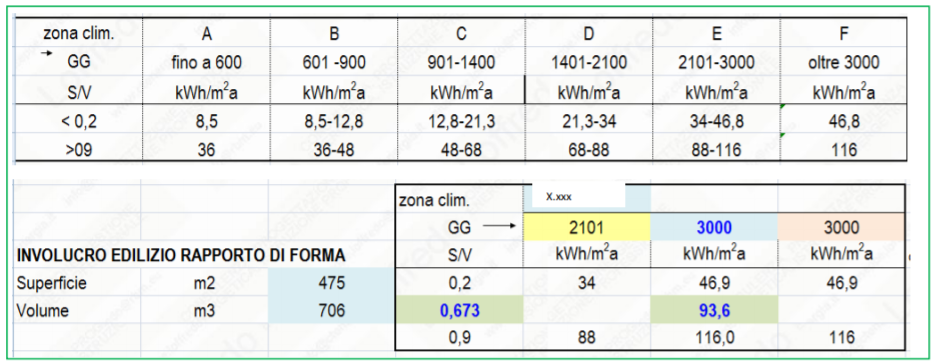 zona clim. A B C D E F
→ GG fino a 600 601 -900 901-1400 1401-2100 2101-3000 oltre 3000
S/V kWh/m²a kWh/m²a kWh/m²a kWh/m²a kWh/m²a kWh/m²a
< 0,2 8,5 8,5-12,8 12,8-21,3 21,3-34 34-46,8 46,8
>09 36 36-48 48-68 68-88 88-116 116
zona clim. X.xxx
GG → 2101 3000 3000
INVOLUCRO EDILIZIO RAPPORTO DI FORMA S/V kWh/m²a kWh/m²a kWh/m²a
Superficie m2 475 0,2 34 46,9 46,9
Volume m3 706 0,673 93,6
0,9 88 116,0 116